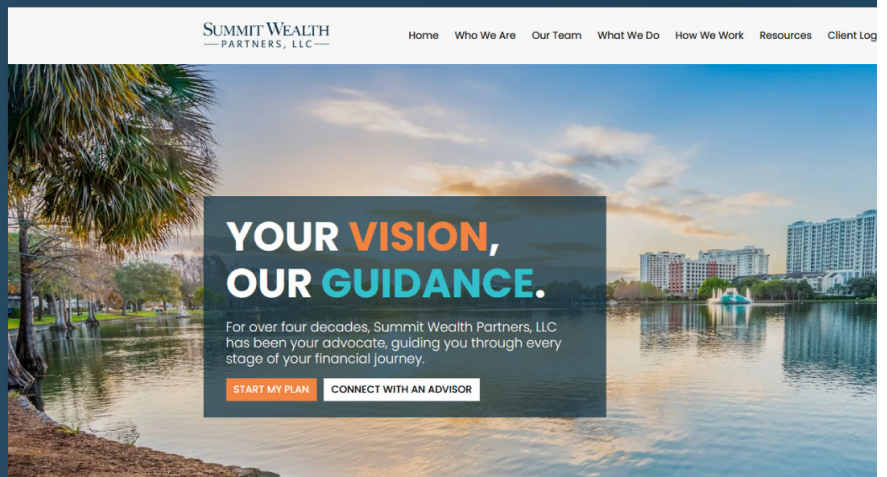 SUMMIT WEALTH
PARTNERS, LLC
Home Who We Are Our Team What We Do How We Work Resources Client Log
YOUR VISION,
OUR GUIDANCE.
For over four decades, Summit Wealth Partners, LLC
has been your advocate, guiding you through every
stage of your financial journey.
START MY PLAN CONNECT WITH AN ADVISOR